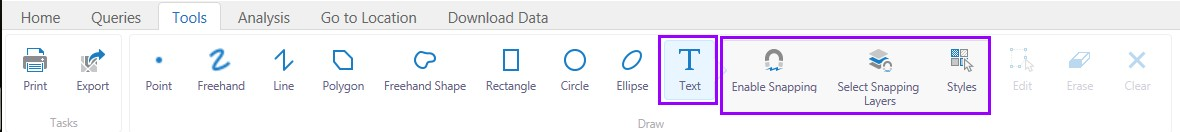 Home Queries Tools Analysis Go to Location Download Data
Print Export Point Freehand Line Polygon Freehand Shape Rectangle Circle Ellipse Text Enable Snapping Select Snapping Layers Styles Edit Erase Clear
Tasks Draw